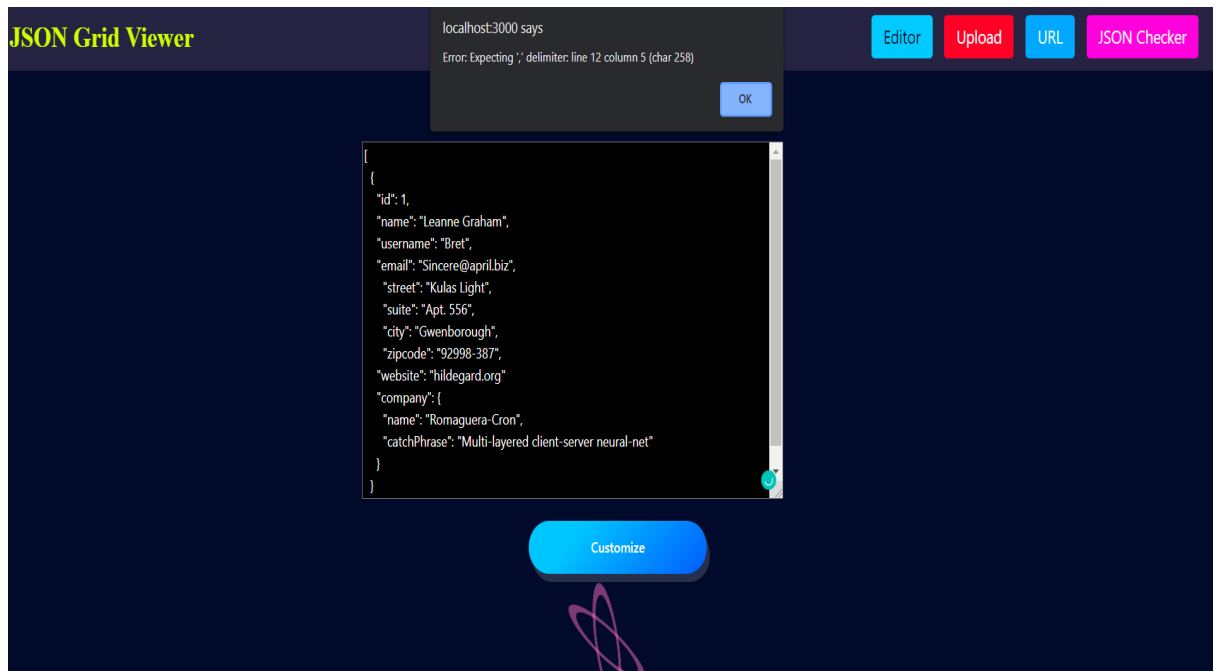 JSON Grid Viewer
localhost:3000 says
Error: Expecting ',' delimiter: line 12 column 5 (char 258)
OK
Editor
Upload
URL
JSON Checker
[
{
"id": 1,
"name": "Leanne Graham",
"username": "Bret",
"email": "Sincere@april.biz",
"street": "Kulas Light",
"suite": "Apt. 556",
"city": "Gwenborough",
"zipcode": "92998-387",
"website": "hildegard.org"
"company": {
"name": "Romaguera-Cron",
"catchPhrase": "Multi-layered client-server neural-net"
}
}
Customize